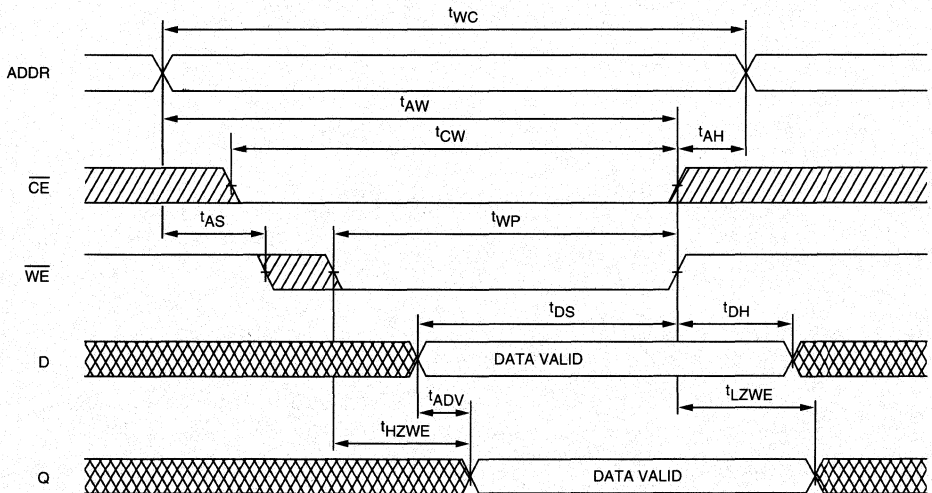 tWC
ADDR
tAW
tCW
tAH
CE
tAS
tWP
WE
tDS
tDH
D
DATA VALID
tADV
tLZWE
tHZWE
Q
DATA VALID